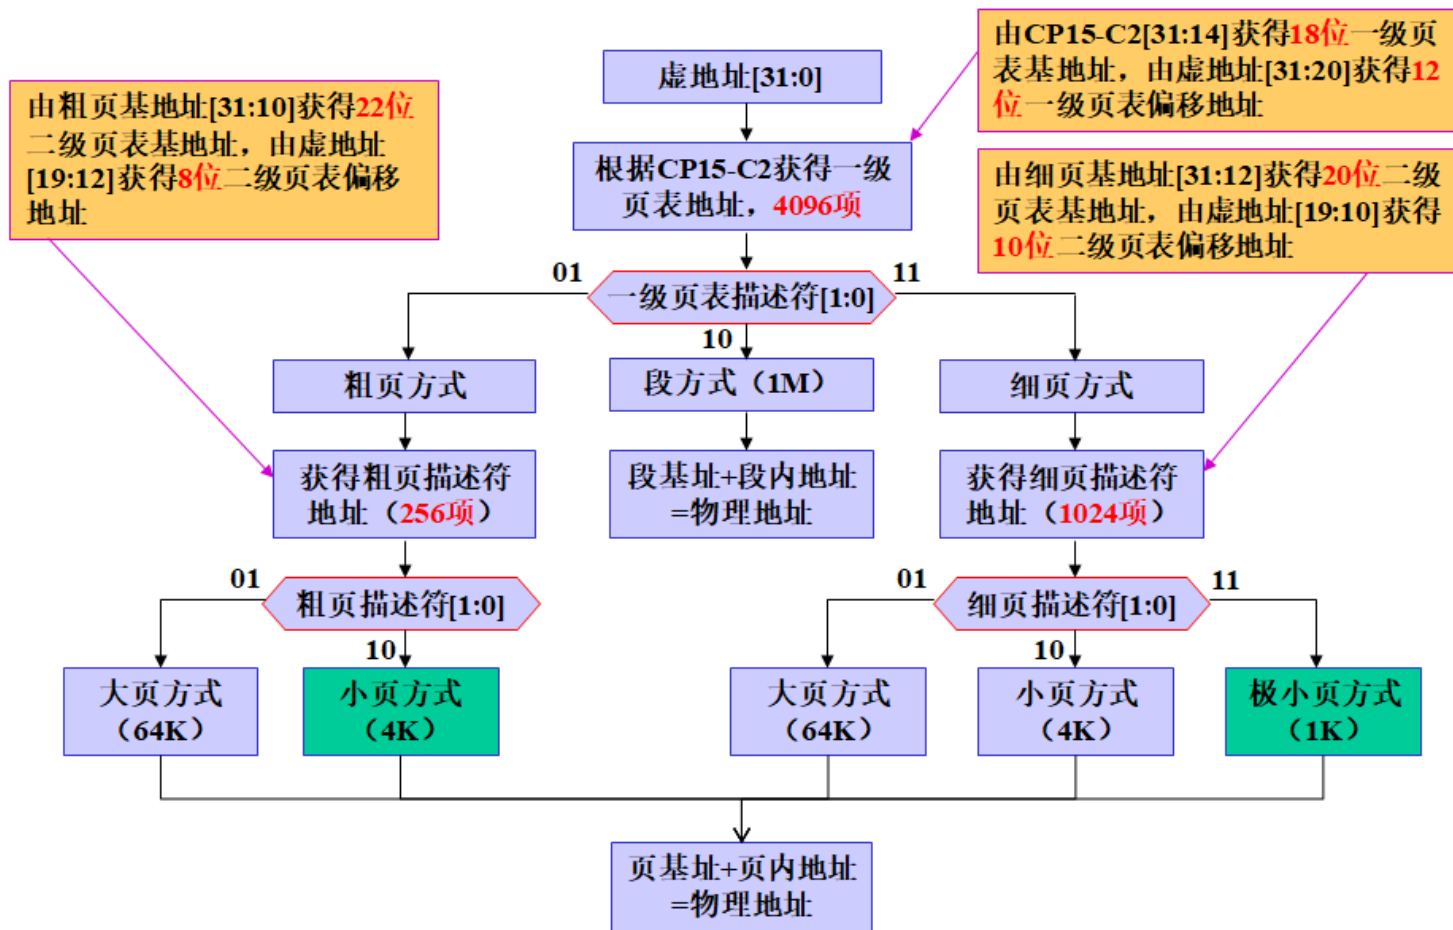 虚地址[31:0]
由CP15-C2[31:14]获得18位一级页
表基地址，由虚地址[31:20]获得12
位一级页表偏移地址
由粗页基地址[31:10]获得22位
二级页表基地址，由虚地址
[19:12]获得8位二级页表偏移
地址
根据CP15-C2获得一级
页表地址，4096项
由细页基地址[31:12]获得20位二级
页表基地址，由虚地址[19:10]获得
10位二级页表偏移地址
01
一级页表描述符[1:0]
11
10
粗页方式
段方式（1M）
细页方式
获得粗页描述符
地址（256项）
段基址+段内地址
=物理地址
获得细页描述符
地址（1024项）
01
粗页描述符[1:0]
10
01
细页描述符[1:0]
11
10
大页方式
（64K）
小页方式
（4K）
大页方式
（64K）
小页方式
（4K）
极小页方式
（1K）
页基址+页内地址
=物理地址